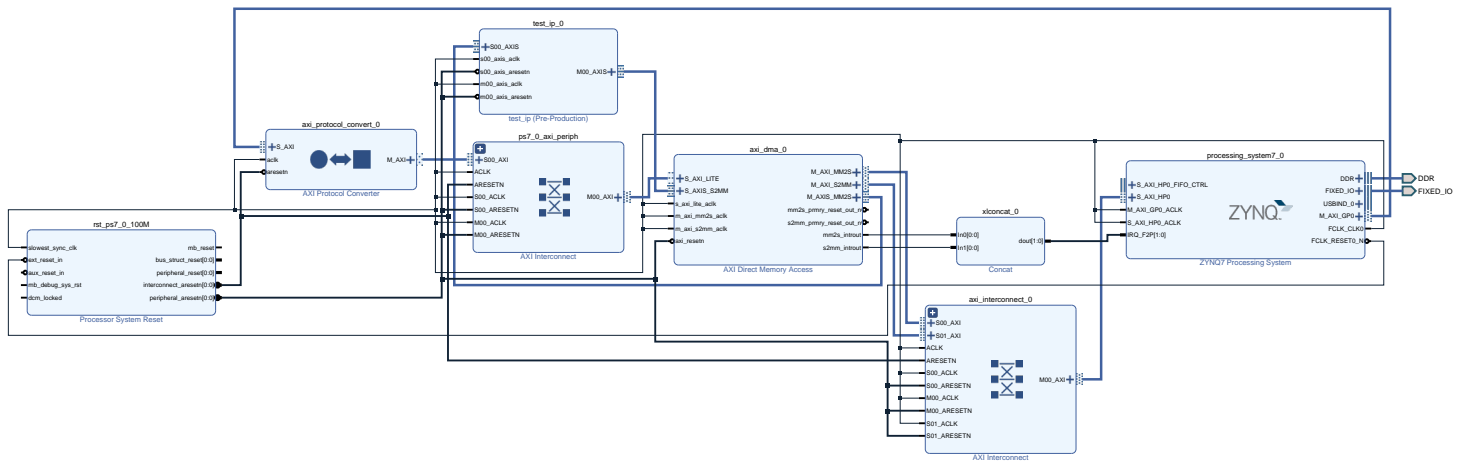 test_ip_0
S00_AXIS
s00_axis_aclk
s00_axis_aresetn
m00_axis_aclk
m00_axis_aresetn
M00_AXIS
test_ip (Pre-Production)
axi_protocol_convert_0
S_AXI
aclk
aresetn
M_AXI
AXI Protocol Converter
ps7_0_axi_periph
S00_AXI
ACLK
ARESETN
S00_ACLK
S00_ARESETN
M00_ACLK
M00_ARESETN
M00_AXI
AXI Interconnect
axi_dma_0
S_AXI_LITE
S_AXIS_S2MM
s_axi_lite_aclk
m_axi_mm2s_aclk
m_axi_s2mm_aclk
axi_resetn
M_AXI_MM2S
M_AXI_S2MM
M_AXIS_MM2S
mm2s_prmry_reset_out_n
s2mm_prmry_reset_out_n
mm2s_introut
s2mm_introut
AXI Direct Memory Access
xlconcat_0
In0[0:0]
In1[0:0]
dout[1:0]
Concat
processing_system7_0
S_AXI_HP0_FIFO_CTRL
S_AXI_HP0
M_AXI_GP0_ACLK
S_AXI_HP0_ACLK
IRQ_F2P[1:0]
ZYNQ
DDR
FIXED_IO
USBIND_0
M_AXI_GP0
FCLK_CLK0
FCLK_RESET0_N
ZYNQ7 Processing System
DDR
FIXED_IO
rst_ps7_0_100M
slowest_sync_clk
ext_reset_in
aux_reset_in
mb_debug_sys_rst
dcm_locked
mb_reset
bus_struct_reset[0:0]
peripheral_reset[0:0]
interconnect_aresetn[0:0]
peripheral_aresetn[0:0]
Processor System Reset
axi_interconnect_0
S00_AXI
S01_AXI
ACLK
ARESETN
S00_ACLK
S00_ARESETN
M00_ACLK
M00_ARESETN
S01_ACLK
S01_ARESETN
M00_AXI
AXI Interconnect